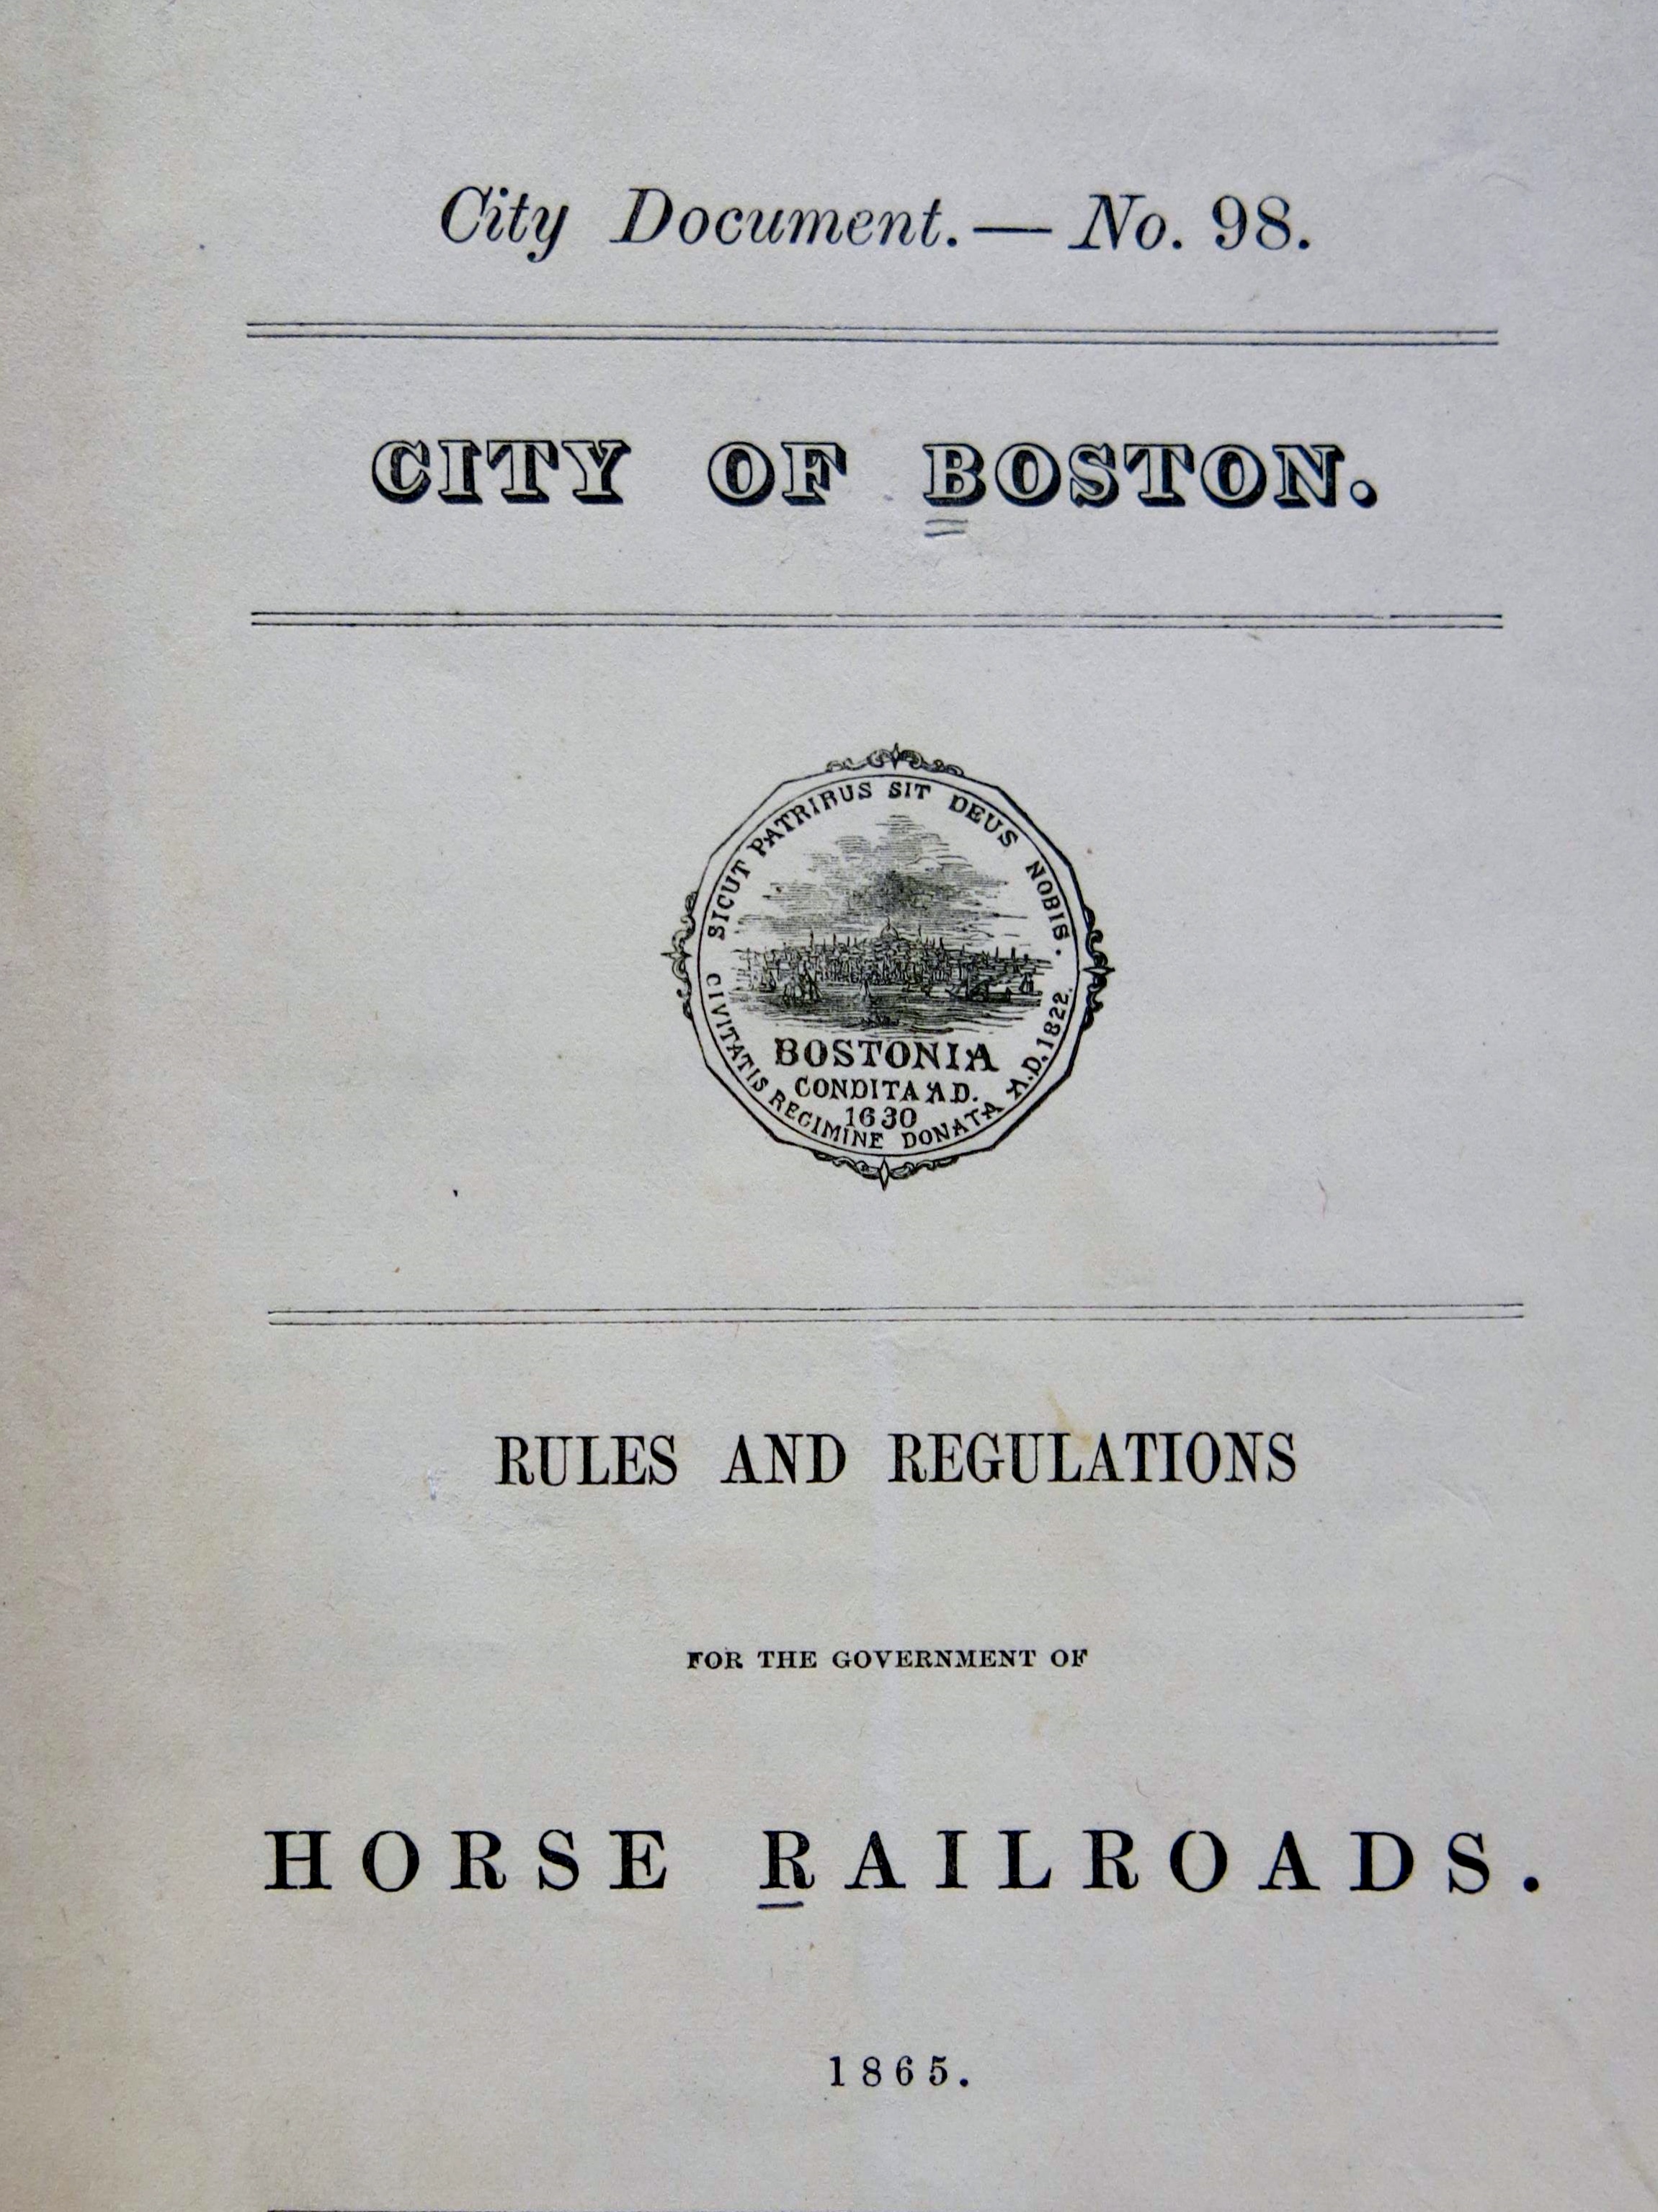 City Document.—No. 98.
CITY OF BOSTON.
SICUT PATRIBUS SIT DEUS NOBIS.
BOSTONIA
CONDITA A.D.
1630
CIVITATIS REGIMINE DONATA A.D. 1822.
RULES AND REGULATIONS
FOR THE GOVERNMENT OF
HORSE RAILROADS.
1865.